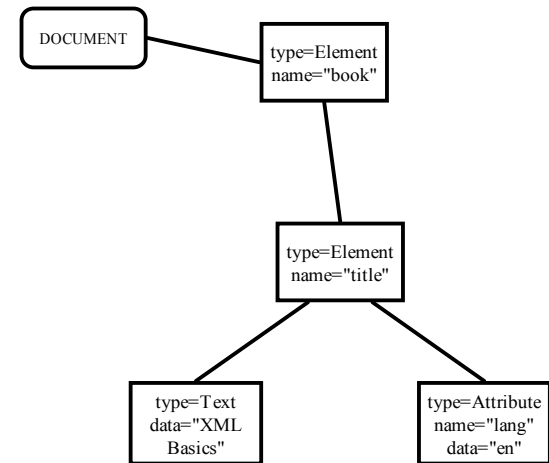 DOCUMENT
type=Element
name="book"
type=Element
name="title"
type=Text
data="XML
Basics"
type=Attribute
name="lang"
data="en"